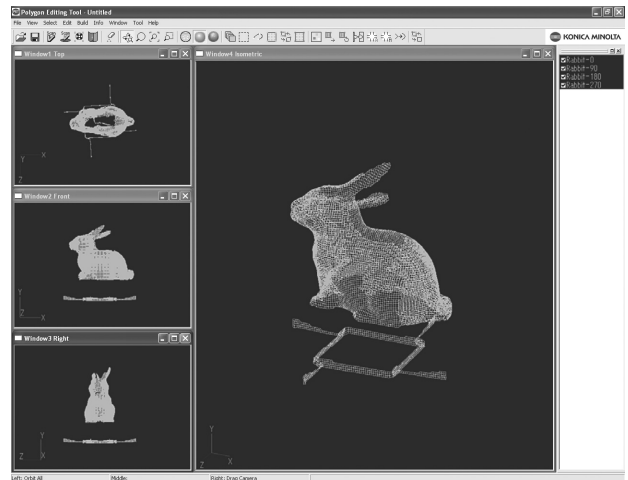 Polygon Editing Tool - Untitled
File View Select Edit Build Info Window Tool Help
KONICA MINOLTA
Window1 Top
Y X
Z
Window2 Front
Y
Z X
Window3 Right
Y
Z X
Window4 Isometric
Y
Z X
Rabbit-0
Rabbit-90
Rabbit-180
Rabbit-270
Left: Orbit All Middle: Right: Drag Camera